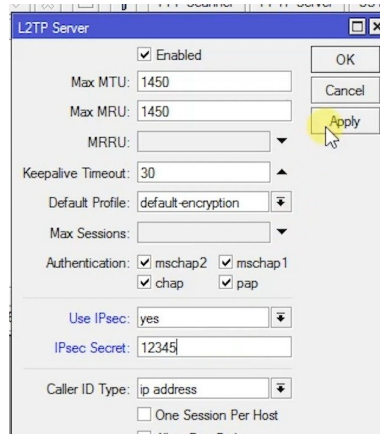 L2TP Server
Enabled
OK
Max MTU: 1450
Cancel
Max MRU: 1450
Apply
MRRU:
Keepalive Timeout: 30
Default Profile: default-encryption
Max Sessions:
Authentication: mschap2 mschap1
chap pap
Use IPsec: yes
IPsec Secret: 12345
Caller ID Type: ip address
One Session Per Host